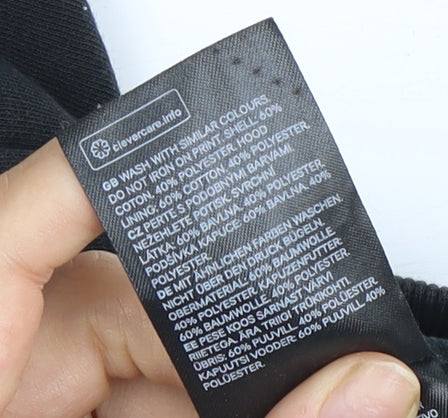 clevercare.info
GB WASH WITH SIMILAR COLOURS.
DO NOT IRON ON PRINT. SHELL: 60%
COTON, 40% POLYESTER. HOOD
LINING: 60% COTTON, 40% POLYESTER.
CZ PERTE S PODOBNÝMI BARVAMI
NEŽEHLETE POTISK. SVRCHNÍ
LÁTKA: 60% BAVLNA, 40% POLYESTER.
PODŠÍVKA KAPUCE: 60% BAVLNA, 40%
POLYESTER.
DE MIT ÄHNLICHEN FARBEN WASCHEN.
NICHT ÜBER DEN DRUCK BÜGELN.
OBERMATERIAL: 60% BAUMWOLLE
40% POLYESTER. KAPUZENFUTTER:
60% BAUMWOLLE, 40% POLYESTER.
EE PESE KOOS SARNAST VÄRVI
RIIETEGA. ÄRA TRIIGI TRÜKIKOHTI
ÜBRIS: 60% PUUVILL, 40% POLÜESTER.
KAPUUTSI VOODER: 60% PUUVILL 40%
POLÜESTER.